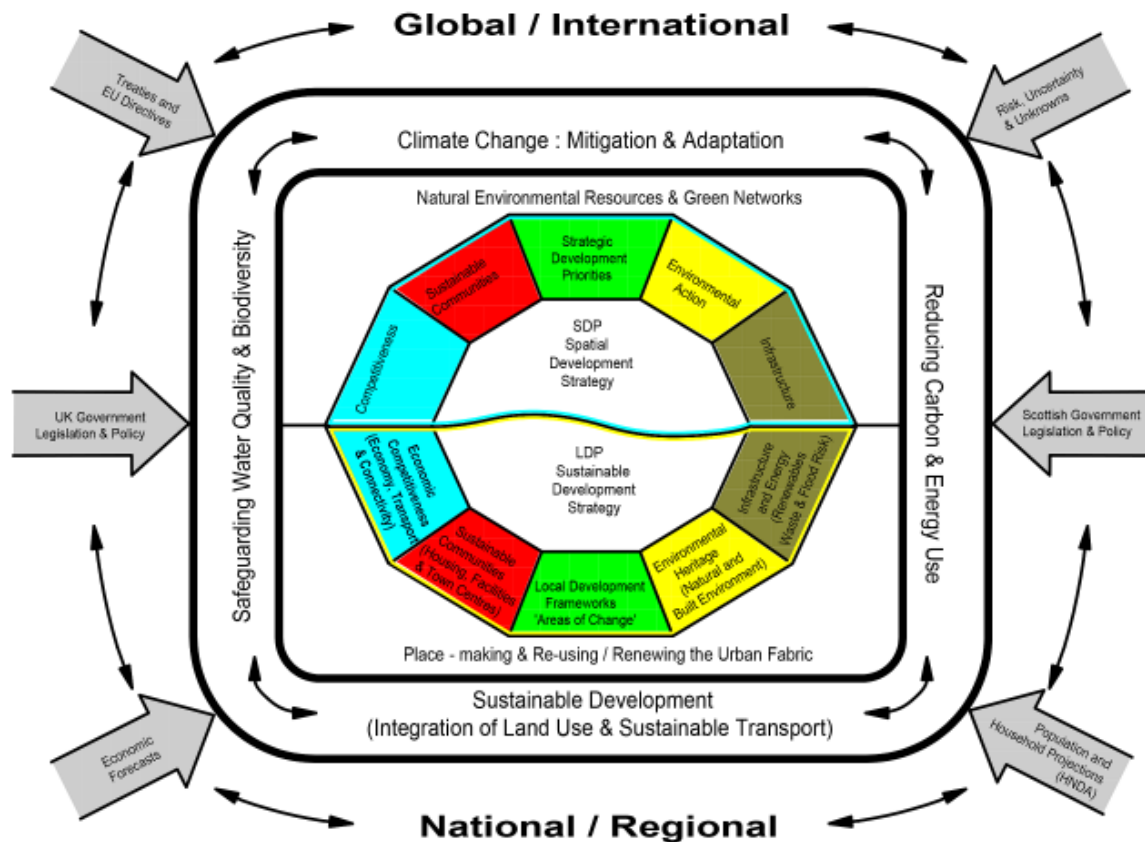 Global / International
Treaties and
EU Directives
Risk, Uncertainty
& Unknowns
Climate Change : Mitigation & Adaptation
Natural Environmental Resources & Green Networks
Sustainable
Communities
Strategic
Development
Priorities
Environmental
Action
Competitiveness
SDP
Spatial
Development
Strategy
Infrastructure
Safeguarding Water Quality & Biodiversity
Reducing Carbon & Energy Use
UK Government
Legislation & Policy
Scottish Government
Legislation & Policy
Economic
Competitiveness
(Economy, Transport
& Connectivity)
LDP
Sustainable
Development
Strategy
Infrastructure
and Energy
(Renewables
Waste & Flood Risk)
Sustainable
Communities
(Housing, Facilities
& Town Centres)
Local Development
Frameworks
'Areas of Change'
Environmental
Heritage
(Natural and
Built Environment)
Place - making & Re-using / Renewing the Urban Fabric
Sustainable Development
(Integration of Land Use & Sustainable Transport)
Economic
Forecasts
Population and
Household Projections
(HNDA)
National / Regional